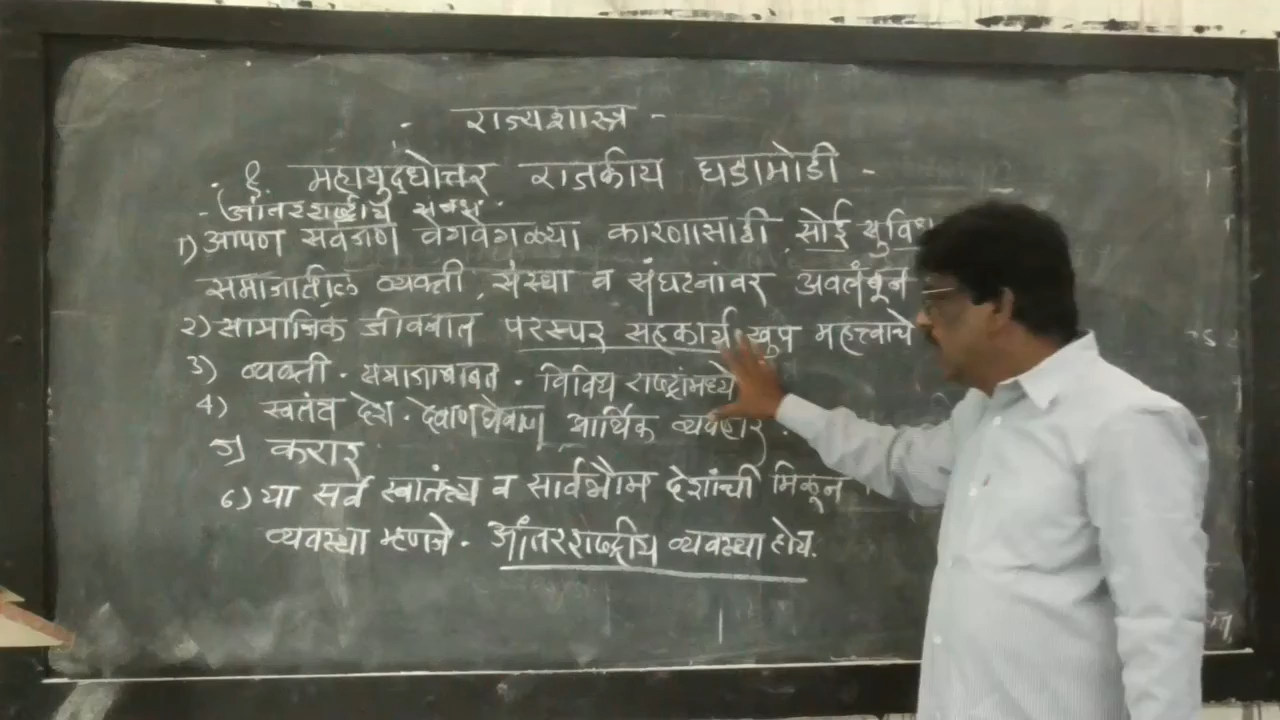 राज्यशास्त्र -
१. महायुद्धोत्तर राजकीय घडामोडी -
- आंतरराष्ट्रीय संबंध -
1) आपण सर्वजण वेगवेगळ्या कारणासाठी, सोई सुविध
समाजातील व्यक्ती, संस्था व संघटनांवर अवलंबून
2) सामाजिक जीवनात परस्पर सहकार्य खुप महत्त्वाचे
3) व्यक्ती. समाजाबाबत. विविध राष्ट्रांमध्ये
4) स्वतंत्र देश. देवाणघेवाण आर्थिक व्यवहार.
5) करार
6) या सर्व स्वातंत्र्य व सार्वभौम देशांची मिळून
व्यवस्था म्हणजे. आंतरराष्ट्रीय व्यवस्था होय.